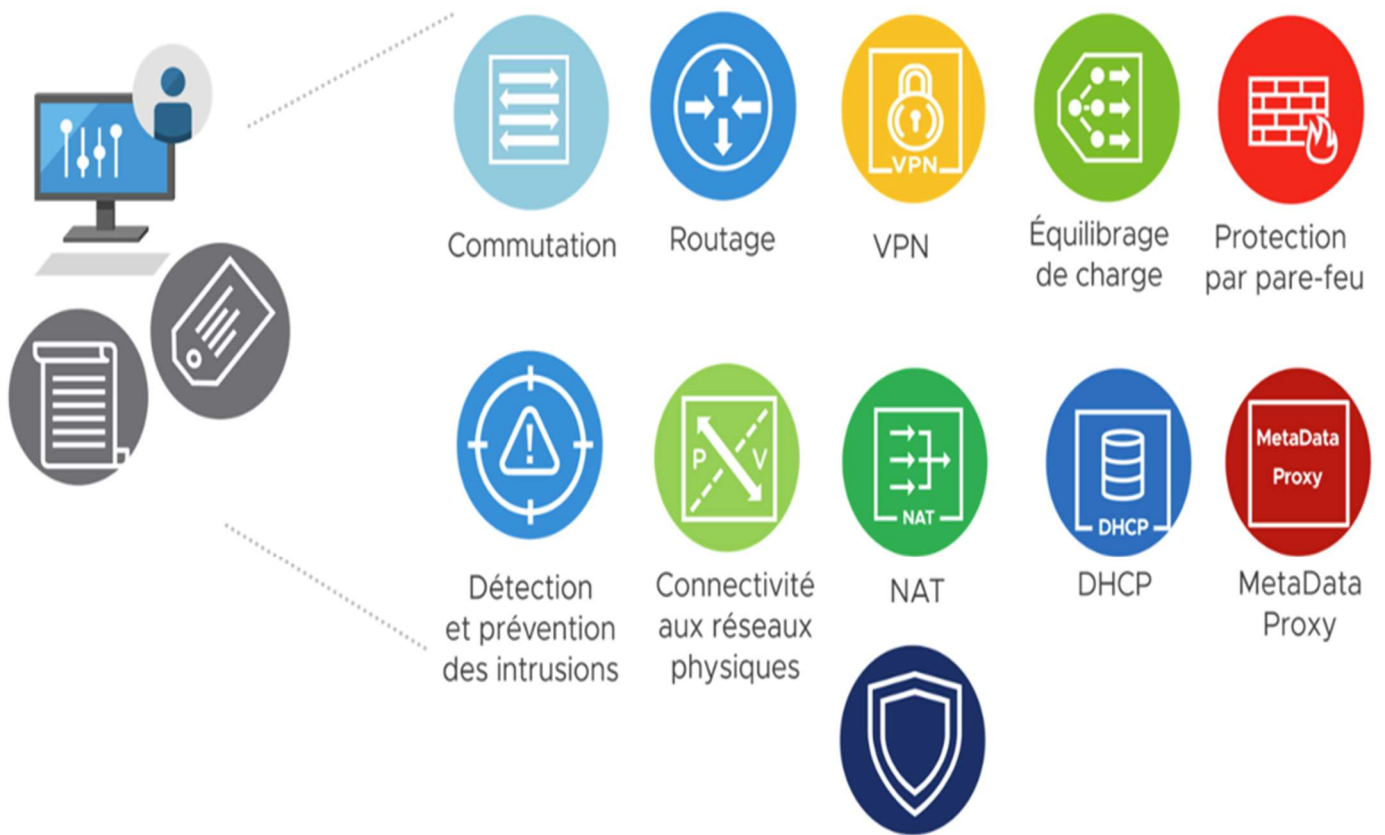 VPN
Commutation
Routage
VPN
Équilibrage
de charge
Protection
par pare-feu
P
V
NAT
DHCP
MetaData
Proxy
Détection
et prévention
des intrusions
Connectivité
aux réseaux
physiques
NAT
DHCP
MetaData
Proxy